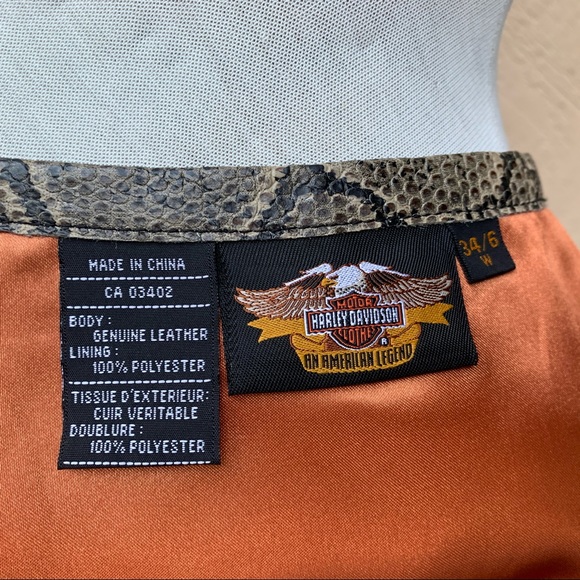 MADE IN CHINA
CA 03402
BODY :
GENUINE LEATHER
LINING :
100% POLYESTER
TISSUE D'EXTERIEUR:
CUIR VERITABLE
DOUBLURE :
100% POLYESTER
MOTOR
HARLEY-DAVIDSON
CLOTHES
®
AN AMERICAN LEGEND
34/6
W